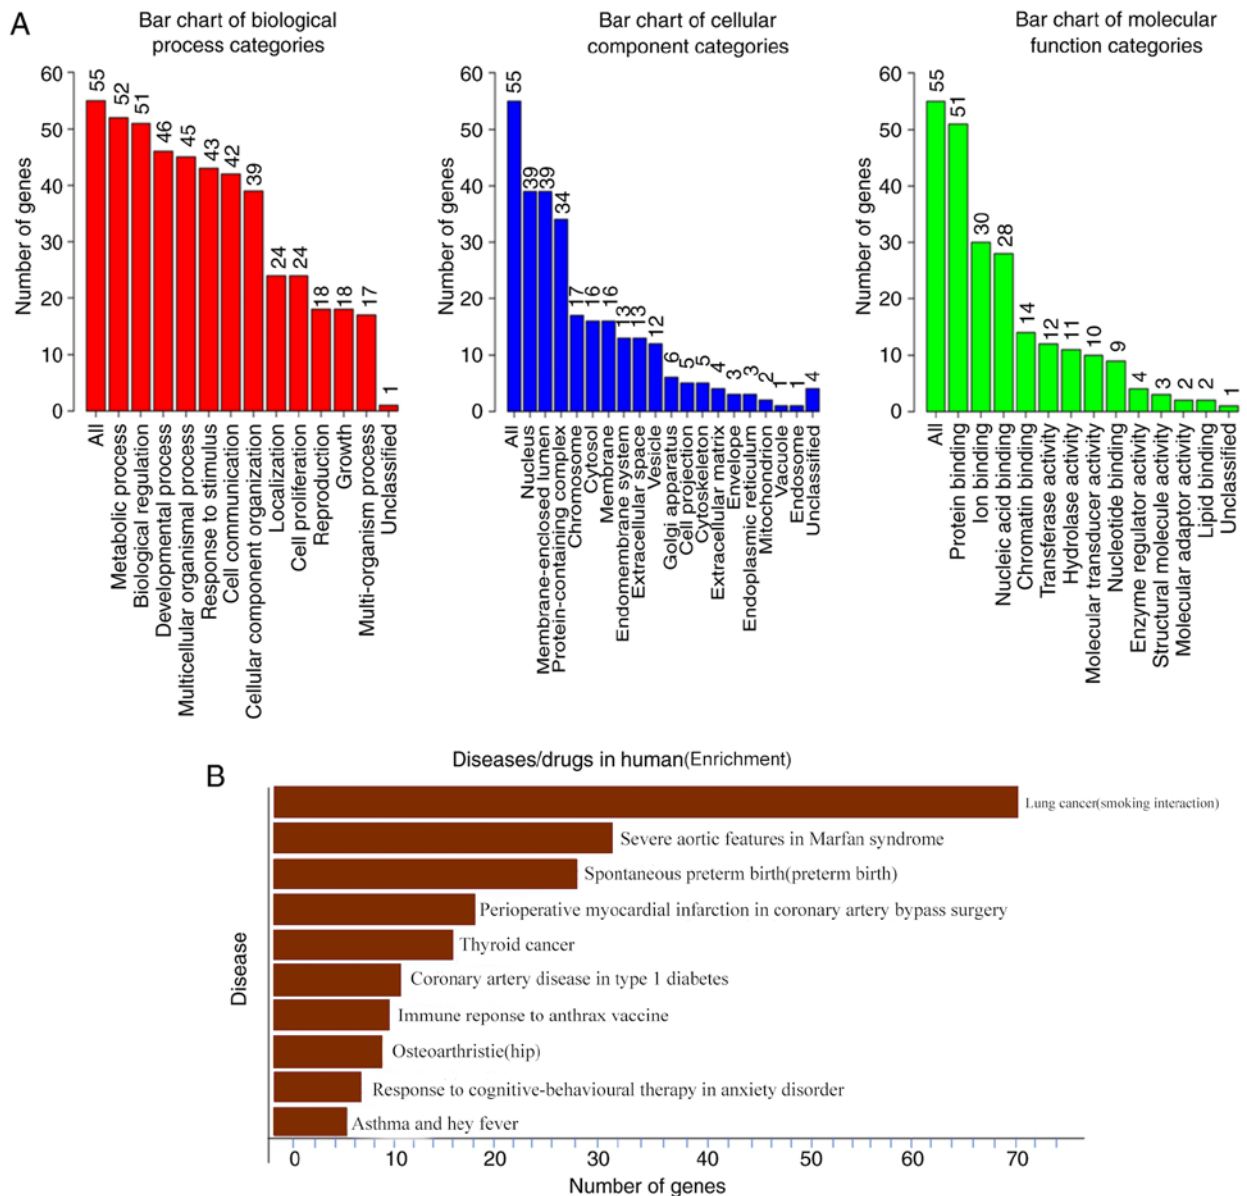 A
Bar chart of biological
process categories
Number of genes
60
50
40
30
20
10
0
55
52
51
46
45
43
42
39
24
24
18
18
17
1
All
Metabolic process
Biological regulation
Developmental process
Multicellular organismal process
Response to stimulus
Cell communication
Cellular component organization
Localization
Cell proliferation
Reproduction
Growth
Multi-organism process
Unclassified
Bar chart of cellular
component categories
Number of genes
60
50
40
30
20
10
0
55
39
39
34
17
16
16
13
13
12
6
5
5
4
3
3
2
1
1
4
All
Nucleus
Membrane-enclosed lumen
Protein-containing complex
Chromosome
Cytosol
Membrane
Endomembrane system
Extracellular space
Vesicle
Golgi apparatus
Cell projection
Cytoskeleton
Extracellular matrix
Envelope
Endoplasmic reticulum
Mitochondrion
Vacuole
Endosome
Unclassified
Bar chart of molecular
function categories
Number of genes
60
50
40
30
20
10
0
55
51
30
28
14
12
11
10
9
4
3
2
2
1
All
Protein binding
Ion binding
Nucleic acid binding
Chromatin binding
Transferase activity
Hydrolase activity
Molecular transducer activity
Nucleotide binding
Enzyme regulator activity
Structural molecule activity
Molecular adaptor activity
Lipid binding
Unclassified
B
Diseases/drugs in human(Enrichment)
Disease
Lung cancer(smoking interaction)
Severe aortic features in Marfan syndrome
Spontaneous preterm birth(preterm birth)
Perioperative myocardial infarction in coronary artery bypass surgery
Thyroid cancer
Coronary artery disease in type 1 diabetes
Immune reponse to anthrax vaccine
Osteoarthristie(hip)
Response to cognitive-behavioural therapy in anxiety disorder
Asthma and hey fever
0 10 20 30 40 50 60 70
Number of genes